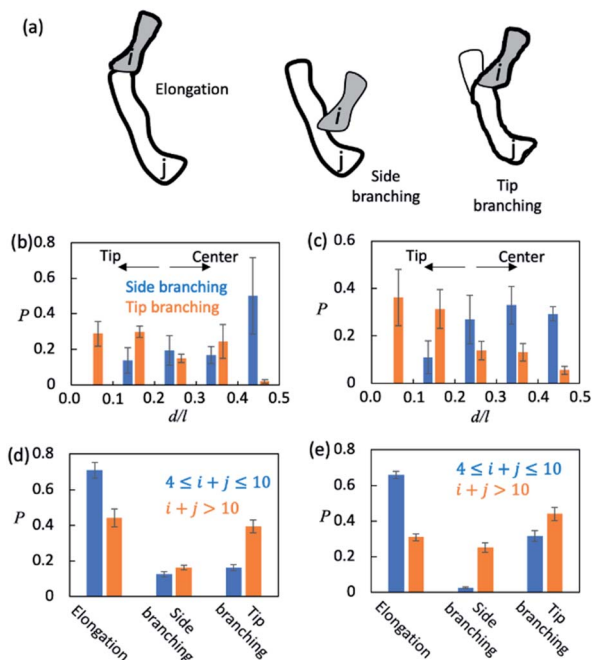 (a)
i
Elongation
j
i
j
Side
branching
i
j
Tip
branching
(b)
0.8
0.6
0.4
0.2
0
P
Tip
Center
Side branching
Tip branching
0.0
0.1
0.2
0.3
0.4
0.5
d/l
(c)
0.6
0.4
0.2
0
P
Tip
Center
0.0
0.1
0.2
0.3
0.4
0.5
d/l
(d)
0.8
0.6
0.4
0.2
0
P
4 ≤ i + j ≤ 10
i + j > 10
Elongation
Side
branching
Tip
branching
(e)
0.8
0.6
0.4
0.2
0
P
4 ≤ i + j ≤ 10
i + j > 10
Elongation
Side
branching
Tip
branching